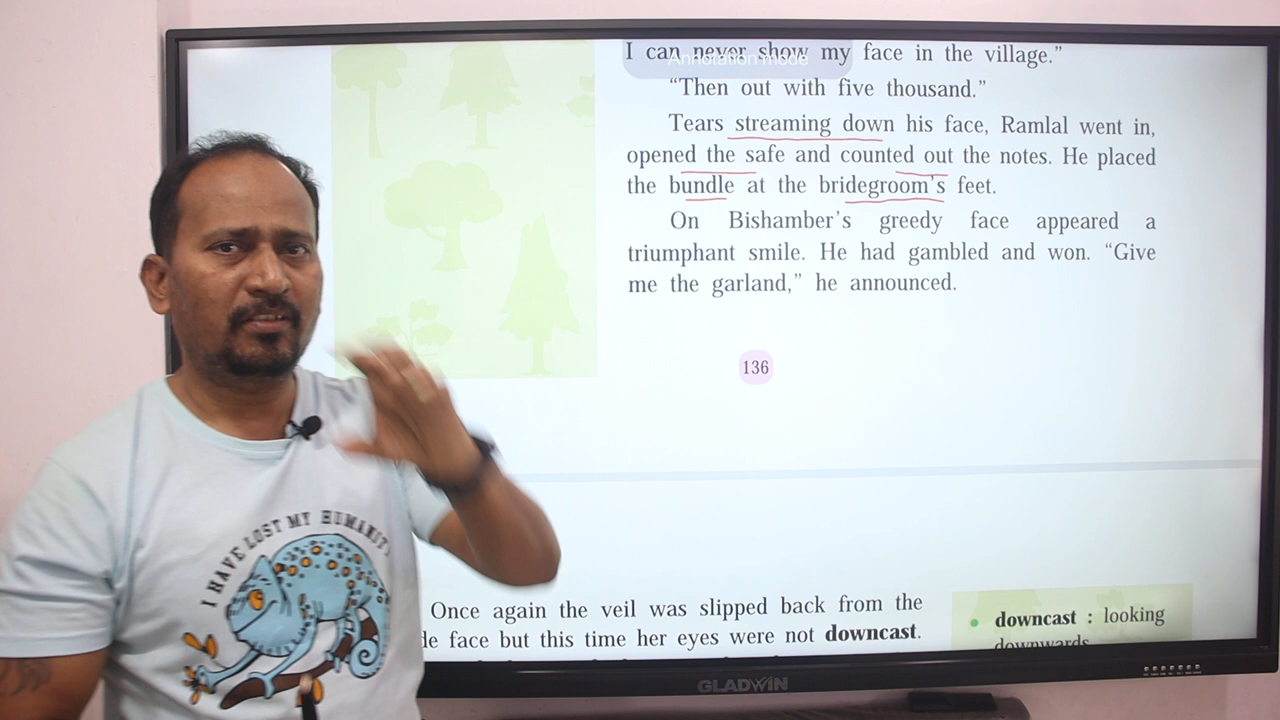 I can never show my face in the village.”
Annotation mode
“Then out with five thousand.”
Tears streaming down his face, Ramlal went in,
opened the safe and counted out the notes. He placed
the bundle at the bridegroom's feet.
On Bishamber's greedy face appeared a
triumphant smile. He had gambled and won. “Give
me the garland,” he announced.
136
Once again the veil was slipped back from the
face but this time her eyes were not downcast.
• downcast : looking
downwards
GLADWIN
I HAVE LOST MY HUMANITY